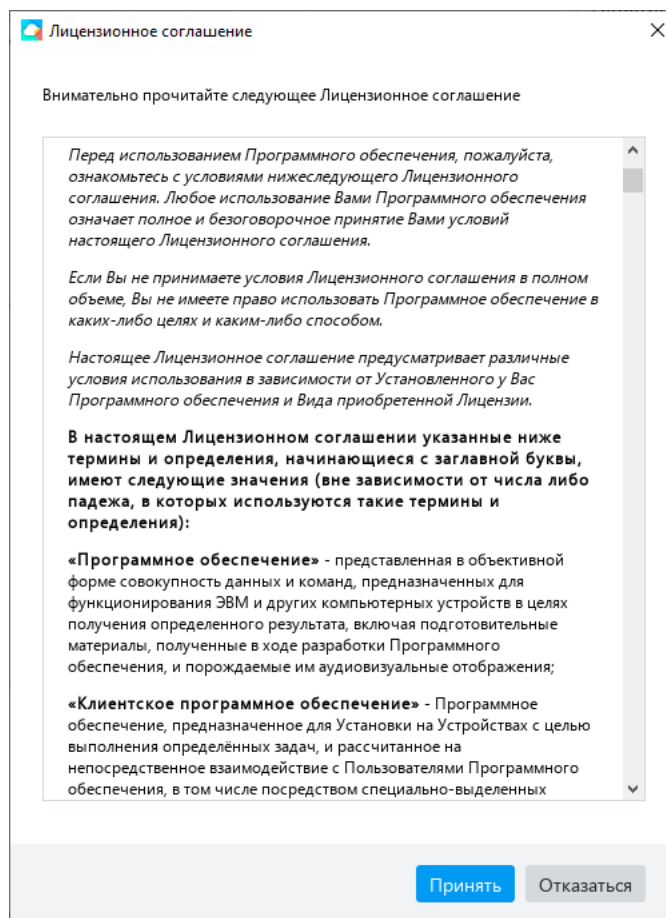 Лицензионное соглашение
Внимательно прочитайте следующее Лицензионное соглашение
Перед использованием Программного обеспечения, пожалуйста,
ознакомьтесь с условиями нижеследующего Лицензионного
соглашения. Любое использование Вами Программного обеспечения
означает полное и безоговорочное принятие Вами условий
настоящего Лицензионного соглашения.
Если Вы не принимаете условия Лицензионного соглашения в полном
объеме, Вы не имеете право использовать Программное обеспечение в
каких-либо целях и каким-либо способом.
Настоящее Лицензионное соглашение предусматривает различные
условия использования в зависимости от Установленного у Вас
Программного обеспечения и Вида приобретенной Лицензии.
В настоящем Лицензионном соглашении указанные ниже
термины и определения, начинающиеся с заглавной буквы,
имеют следующие значения (вне зависимости от числа либо
падежа, в которых используются такие термины и
определения):
«Программное обеспечение» - представленная в объективной
форме совокупность данных и команд, предназначенных для
функционирования ЭВМ и других компьютерных устройств в целях
получения определенного результата, включая подготовительные
материалы, полученные в ходе разработки Программного
обеспечения, и порождаемые им аудиовизуальные отображения;
«Клиентское программное обеспечение» - Программное
обеспечение, предназначенное для Установки на Устройствах с целью
выполнения определённых задач, и рассчитанное на
непосредственное взаимодействие с Пользователями Программного
обеспечения, в том числе посредством специально-выделенных
Принять Отказаться